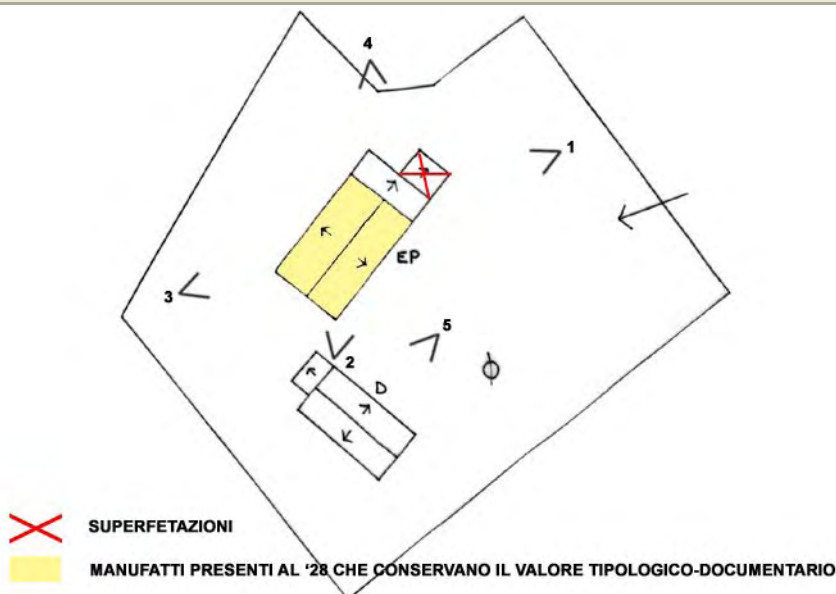 4
1
EP
3
5
2
D
SUPERFETAZIONI
MANUFATTI PRESENTI AL '28 CHE CONSERVANO IL VALORE TIPOLOGICO-DOCUMENTARIO